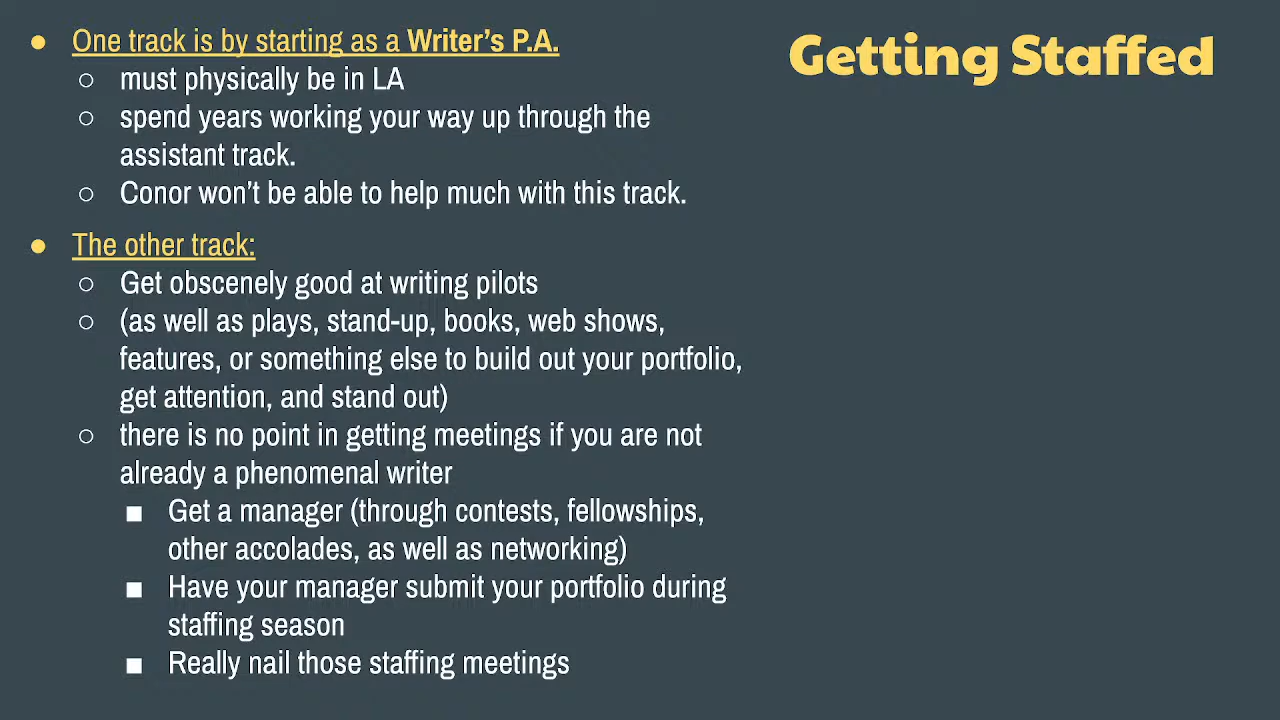 Getting Staffed
● One track is by starting as a Writer's P.A.
○ must physically be in LA
○ spend years working your way up through the
assistant track.
○ Conor won't be able to help much with this track.
● The other track:
○ Get obscenely good at writing pilots
○ (as well as plays, stand-up, books, web shows,
features, or something else to build out your portfolio,
get attention, and stand out)
○ there is no point in getting meetings if you are not
already a phenomenal writer
■ Get a manager (through contests, fellowships,
other accolades, as well as networking)
■ Have your manager submit your portfolio during
staffing season
■ Really nail those staffing meetings